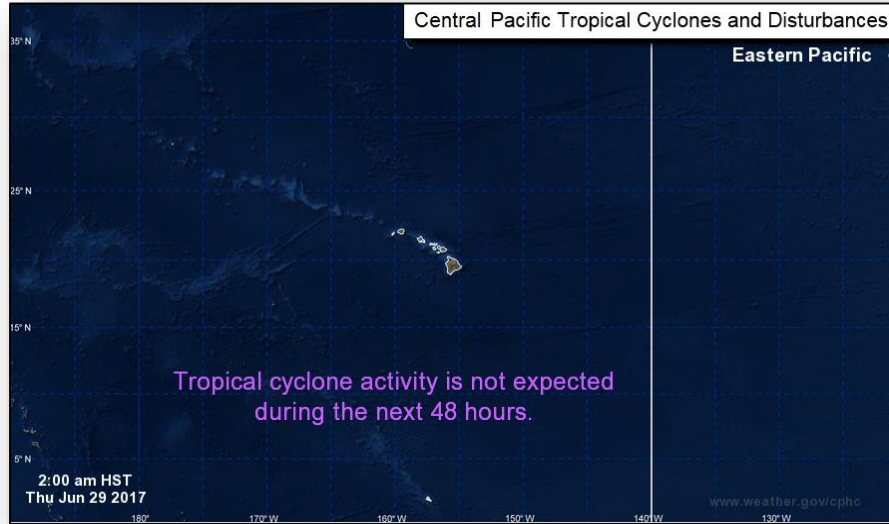 Central Pacific Tropical Cyclones and Disturbances
35° N
Eastern Pacific
25° N
15° N
Tropical cyclone activity is not expected
during the next 48 hours.
5° N
2:00 am HST
Thu Jun 29 2017
www.weather.gov/cphc
180° 170° W 160° W 150° W 140° W 130° W